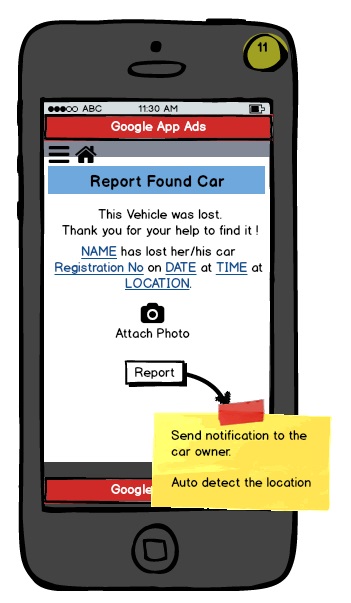 11
ABC 11:30 AM
Google App Ads
Report Found Car
This Vehicle was lost.
Thank you for your help to find it !
NAME has lost her/his car
Registration No on DATE at TIME at
LOCATION.
Attach Photo
Report
Send notification to the
car owner.
Auto detect the location
Google